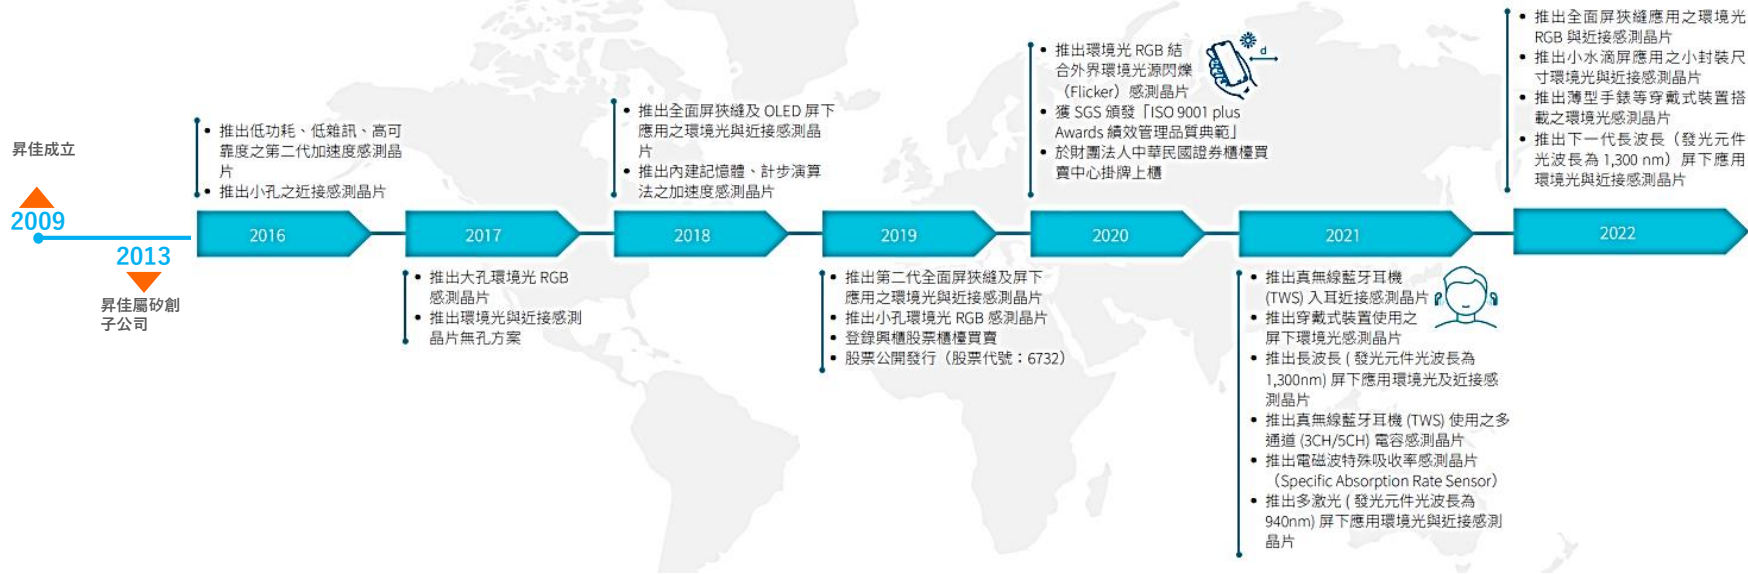 昇佳成立
2009
2013
昇佳屬矽創
子公司
• 推出低功耗、低雜訊、高可
靠度之第二代加速度感測晶
片
• 推出小孔之近接感測晶片
2016
2017
• 推出大孔環境光 RGB
感測晶片
• 推出環境光與近接感測
晶片無孔方案
• 推出全面屏狹縫及 OLED 屏下
應用之環境光與近接感測晶
片
• 推出內建記憶體、計步演算
法之加速度感測晶片
2018
2019
• 推出第二代全面屏狹縫及屏下
應用之環境光與近接感測晶片
• 推出小孔環境光 RGB 感測晶片
• 登錄興櫃股票櫃檯買賣
• 股票公開發行（股票代號：6732）
• 推出環境光 RGB 結
合外界環境光源閃爍
（Flicker）感測晶片
• 獲 SGS 頒發「ISO 9001 plus
Awards 績效管理品質典範」
• 於財團法人中華民國證券櫃檯買
賣中心掛牌上櫃
d
2020
2021
• 推出真無線藍牙耳機
(TWS) 入耳近接感測晶片
• 推出穿戴式裝置使用之
屏下環境光感測晶片
• 推出長波長 ( 發光元件光波長為
1,300nm) 屏下應用環境光及近接感
測晶片
• 推出真無線藍牙耳機 (TWS) 使用之多
通道 (3CH/5CH) 電容感測晶片
• 推出電磁波特殊吸收率感測晶片
（Specific Absorption Rate Sensor）
• 推出多激光 ( 發光元件光波長為
940nm) 屏下應用環境光與近接感測
晶片
• 推出全面屏狹縫應用之環境光
RGB 與近接感測晶片
• 推出小水滴屏應用之小封裝尺
寸環境光與近接感測晶片
• 推出薄型手錶等穿戴式裝置搭
載之環境光感測晶片
• 推出下一代長波長（發光元件
光波長為 1,300 nm）屏下應用
環境光與近接感測晶片
2022